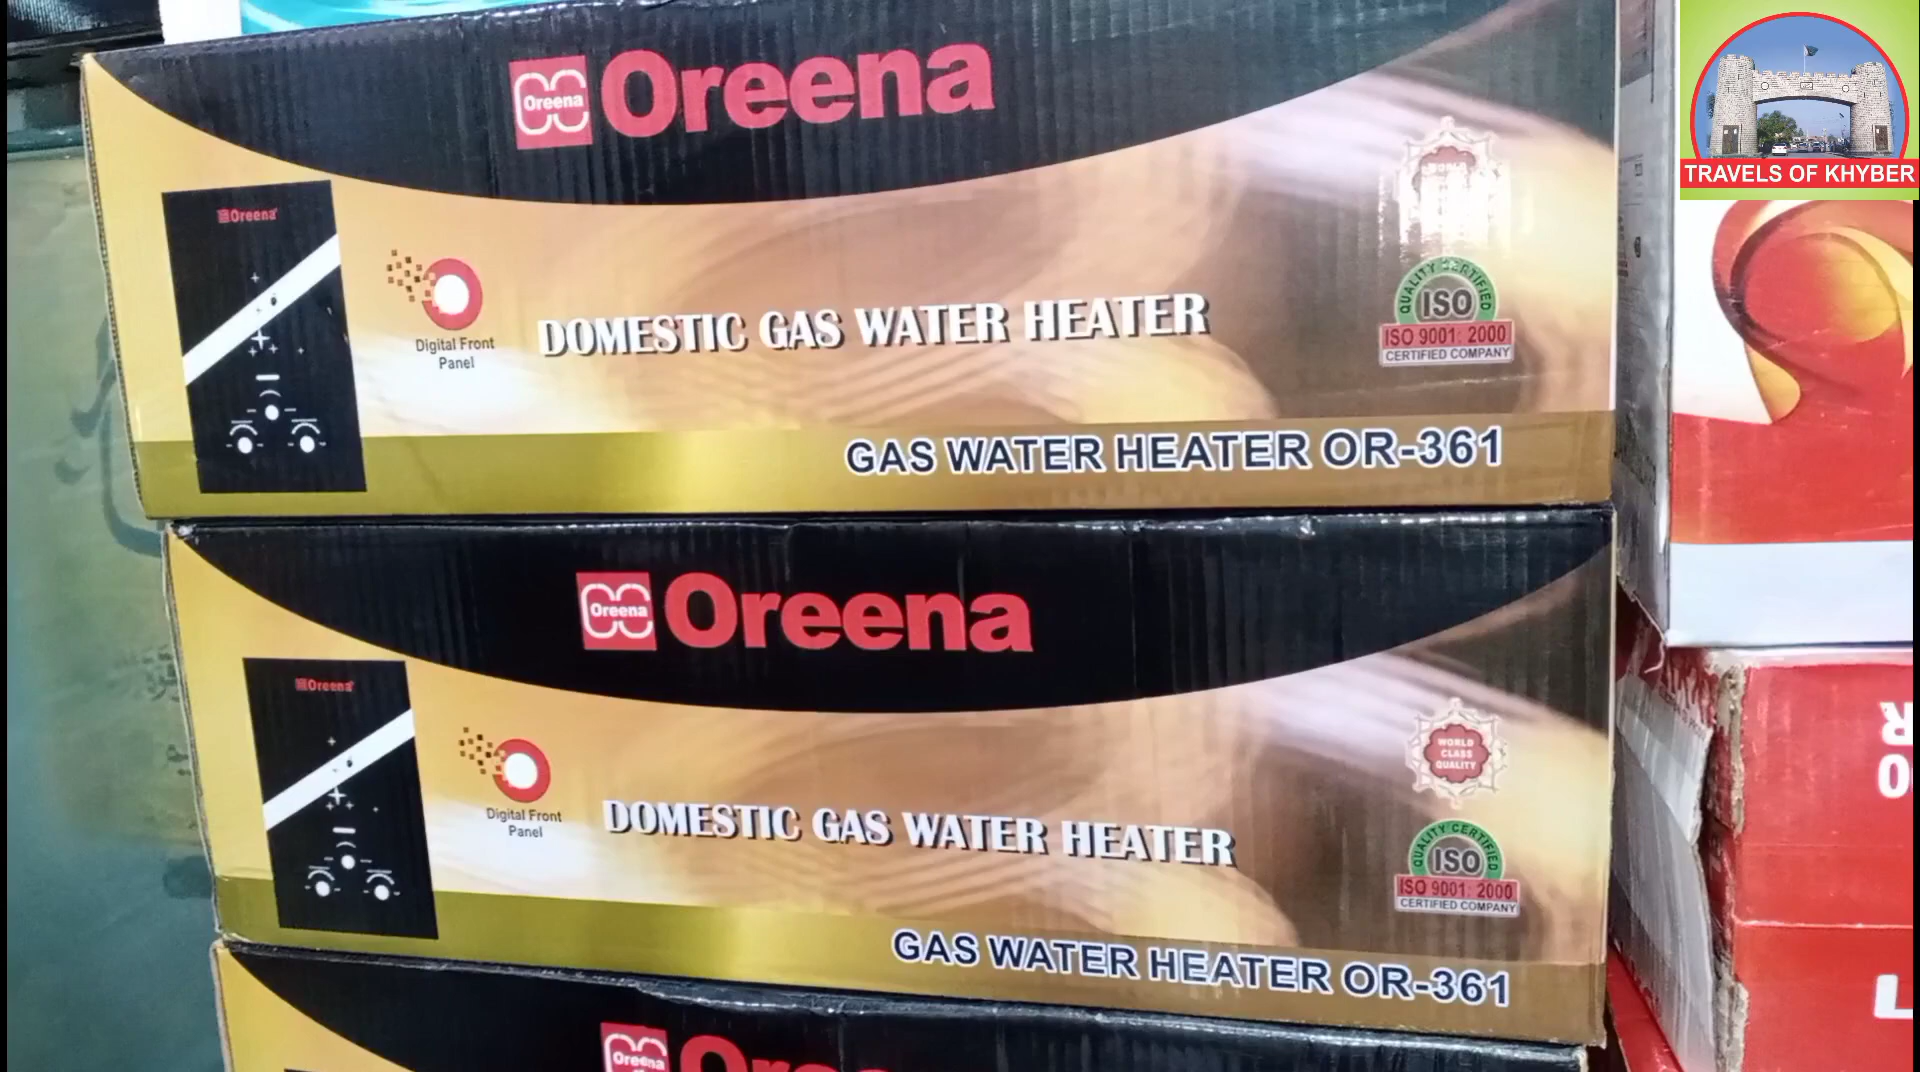 Oreena Oreena
Oreena
WORLD
Digital Front
Panel
DOMESTIC GAS WATER HEATER
QUALITY CERTIFIED
ISO
ISO 9001: 2000
CERTIFIED COMPANY
GAS WATER HEATER OR-361
TRAVELS OF KHYBER
Oreena Oreena
Oreena
WORLD
CLASS
QUALITY
Digital Front
Panel
DOMESTIC GAS WATER HEATER
QUALITY CERTIFIED
ISO
ISO 9001: 2000
CERTIFIED COMPANY
GAS WATER HEATER OR-361
Oreena